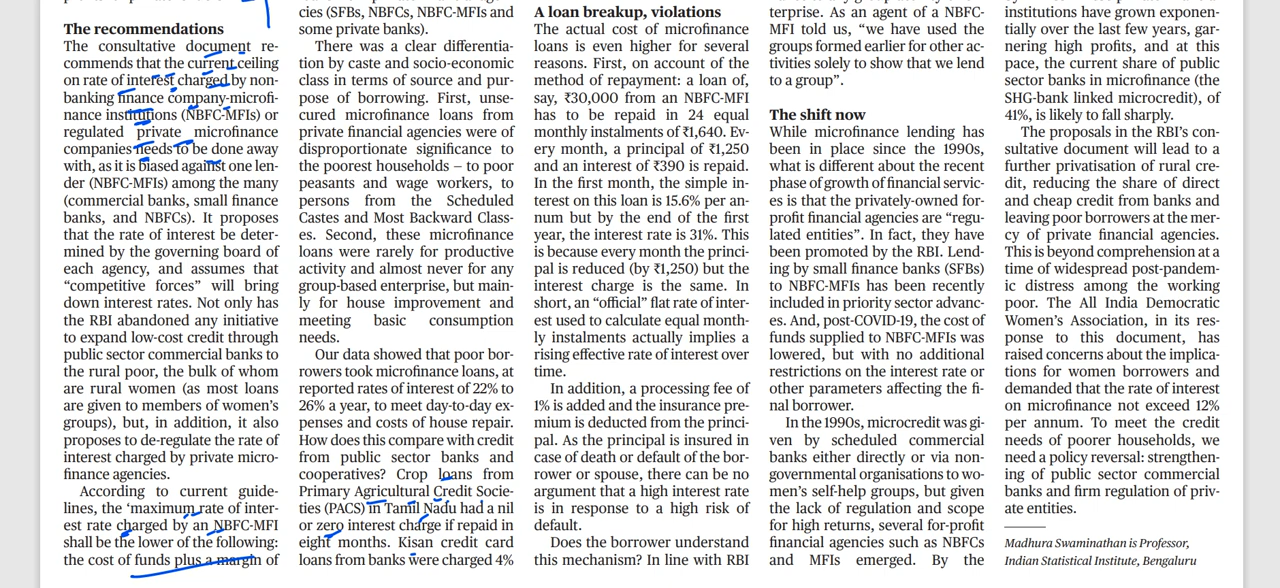 The recommendations
The consultative document re-
commends that the current ceiling
on rate of interest charged by non-
banking finance company-microfi-
nance institutions (NBFC-MFIs) or
regulated private microfinance
companies needs to be done away
with, as it is biased against one len-
der (NBFC-MFIs) among the many
(commercial banks, small finance
banks, and NBFCs). It proposes
that the rate of interest be deter-
mined by the governing board of
each agency, and assumes that
“competitive forces” will bring
down interest rates. Not only has
the RBI abandoned any initiative
to expand low-cost credit through
public sector commercial banks to
the rural poor, the bulk of whom
are rural women (as most loans
are given to members of women’s
groups), but, in addition, it also
proposes to de-regulate the rate of
interest charged by private micro-
finance agencies.
According to current guide-
lines, the ‘maximum rate of inter-
est rate charged by an NBFC-MFI
shall be the lower of the following:
the cost of funds plus a margin of
cies (SFBs, NBFCS, NBFC-MFIs and
some private banks).
There was a clear differentia-
tion by caste and socio-economic
class in terms of source and pur-
pose of borrowing. First, unse-
cured microfinance loans from
private financial agencies were of
disproportionate significance to
the poorest households — to poor
peasants and wage workers, to
persons from the Scheduled
Castes and Most Backward Class-
es. Second, these microfinance
loans were rarely for productive
activity and almost never for any
group-based enterprise, but main-
ly for house improvement and
meeting basic consumption
needs.
Our data showed that poor bor-
rowers took microfinance loans, at
reported rates of interest of 22% to
26% a year, to meet day-to-day ex-
penses and costs of house repair.
How does this compare with credit
from public sector banks and
cooperatives? Crop loans from
Primary Agricultural Credit Socie-
ties (PACS) in Tamil Nadu had a nil
or zero interest charge if repaid in
eight months. Kisan credit card
loans from banks were charged 4%
A loan breakup, violations
The actual cost of microfinance
loans is even higher for several
reasons. First, on account of the
method of repayment: a loan of,
say, ₹30,000 from an NBFC-MFI
has to be repaid in 24 equal
monthly instalments of ₹1,640. Ev-
ery month, a principal of ₹1,250
and an interest of ₹390 is repaid.
In the first month, the simple in-
terest on this loan is 15.6% per an-
num but by the end of the first
year, the interest rate is 31%. This
is because every month the princi-
pal is reduced (by ₹1,250) but the
interest charge is the same. In
short, an “official” flat rate of inter-
est used to calculate equal month-
ly instalments actually implies a
rising effective rate of interest over
time.
In addition, a processing fee of
1% is added and the insurance pre-
mium is deducted from the princi-
pal. As the principal is insured in
case of death or default of the bor-
rower or spouse, there can be no
argument that a high interest rate
is in response to a high risk of
default.
Does the borrower understand
this mechanism? In line with RBI
terprise. As an agent of a NBFC-
MFI told us, “we have used the
groups formed earlier for other ac-
tivities solely to show that we lend
to a group”.
The shift now
While microfinance lending has
been in place since the 1990s,
what is different about the recent
phase of growth of financial servic-
es is that the privately-owned for-
profit financial agencies are “regu-
lated entities”. In fact, they have
been promoted by the RBI. Lend-
ing by small finance banks (SFBs)
to NBFC-MFIs has been recently
included in priority sector advanc-
es. And, post-COVID-19, the cost of
funds supplied to NBFC-MFIs was
lowered, but with no additional
restrictions on the interest rate or
other parameters affecting the fi-
nal borrower.
In the 1990s, microcredit was gi-
ven by scheduled commercial
banks either directly or via non-
governmental organisations to wo-
men’s self-help groups, but given
the lack of regulation and scope
for high returns, several for-profit
financial agencies such as NBFCs
and MFIs emerged. By the
institutions have grown exponen-
tially over the last few years, gar-
nering high profits, and at this
pace, the current share of public
sector banks in microfinance (the
SHG-bank linked microcredit), of
41%, is likely to fall sharply.
The proposals in the RBI’s con-
sultative document will lead to a
further privatisation of rural cre-
dit, reducing the share of direct
and cheap credit from banks and
leaving poor borrowers at the mer-
cy of private financial agencies.
This is beyond comprehension at a
time of widespread post-pandem-
ic distress among the working
poor. The All India Democratic
Women’s Association, in its res-
ponse to this document, has
raised concerns about the implica-
tions for women borrowers and
demanded that the rate of interest
on microfinance not exceed 12%
per annum. To meet the credit
needs of poorer households, we
need a policy reversal: strengthen-
ing of public sector commercial
banks and firm regulation of priv-
ate entities.
Madhura Swaminathan is Professor,
Indian Statistical Institute, Bengaluru